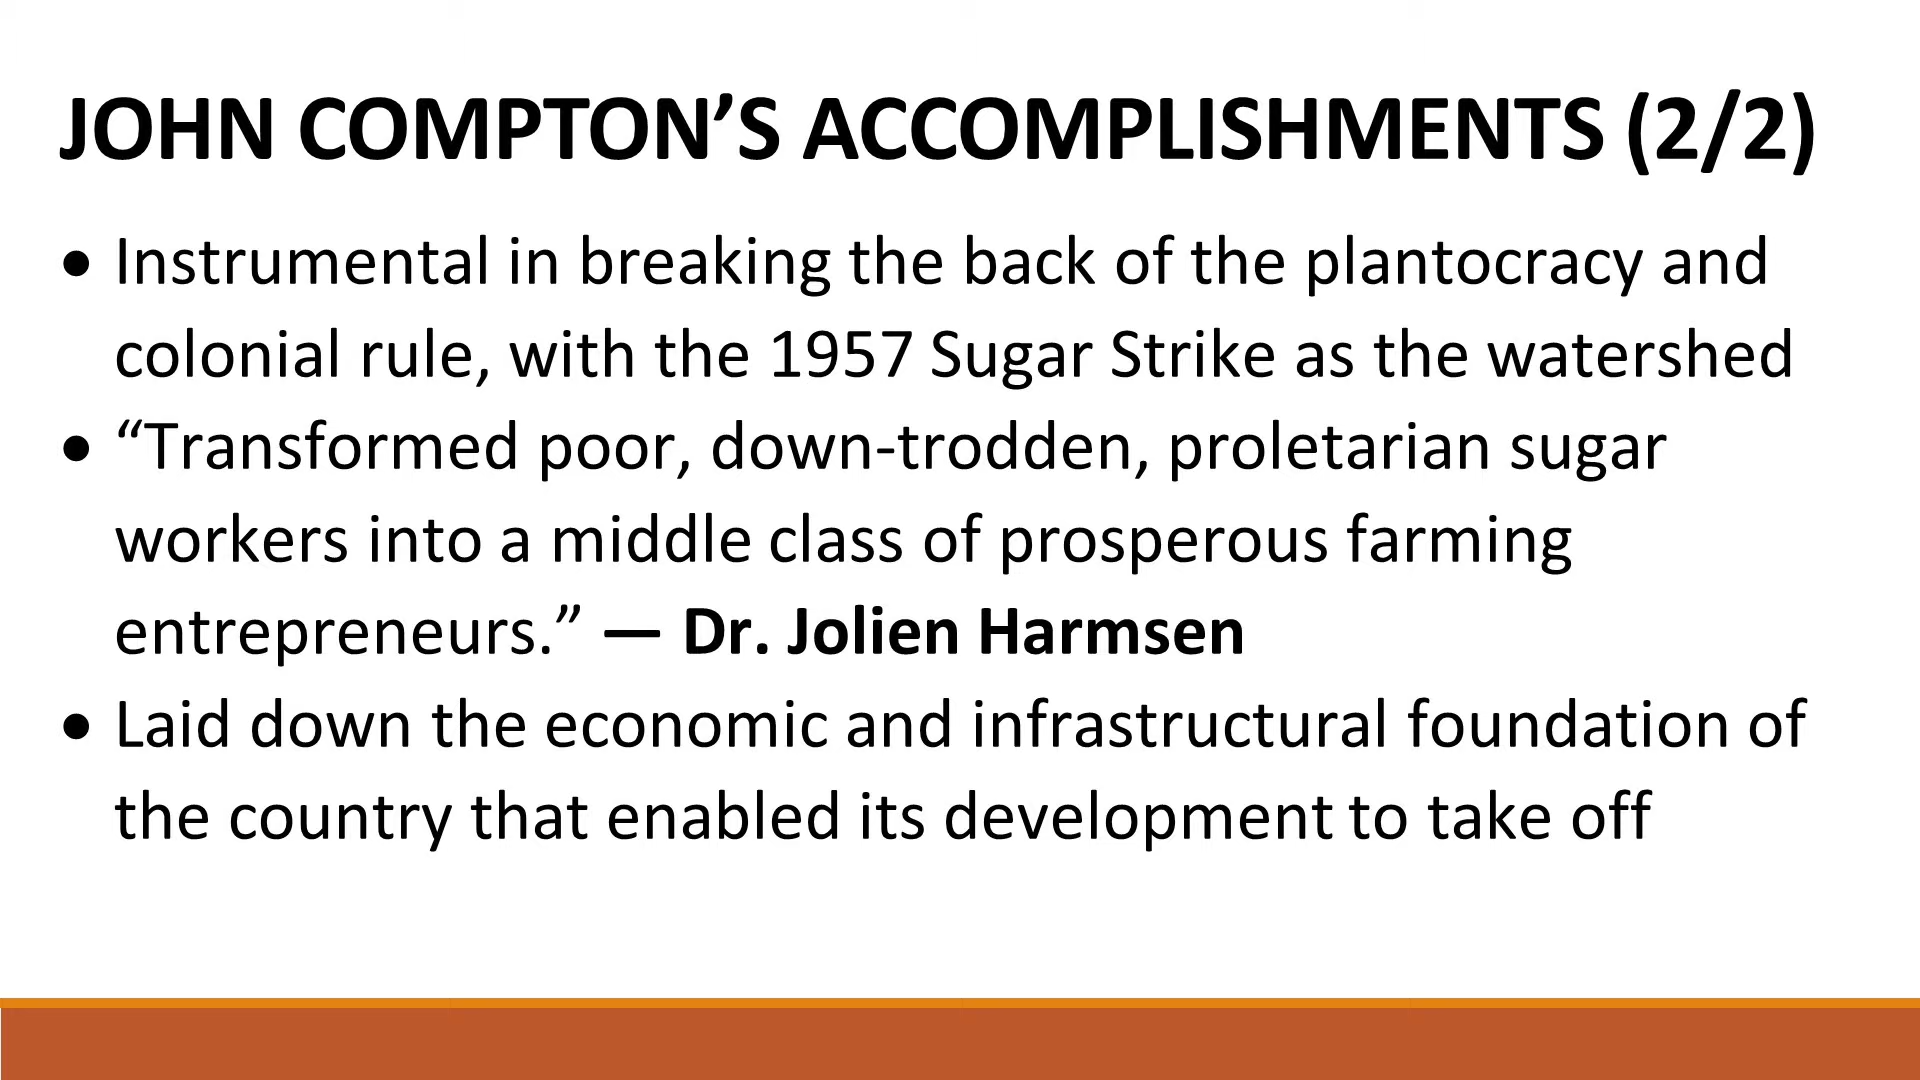 JOHN COMPTON’S ACCOMPLISHMENTS (2/2)
• Instrumental in breaking the back of the plantocracy and
colonial rule, with the 1957 Sugar Strike as the watershed
• “Transformed poor, down-trodden, proletarian sugar
workers into a middle class of prosperous farming
entrepreneurs.” — Dr. Jolien Harmsen
• Laid down the economic and infrastructural foundation of
the country that enabled its development to take off